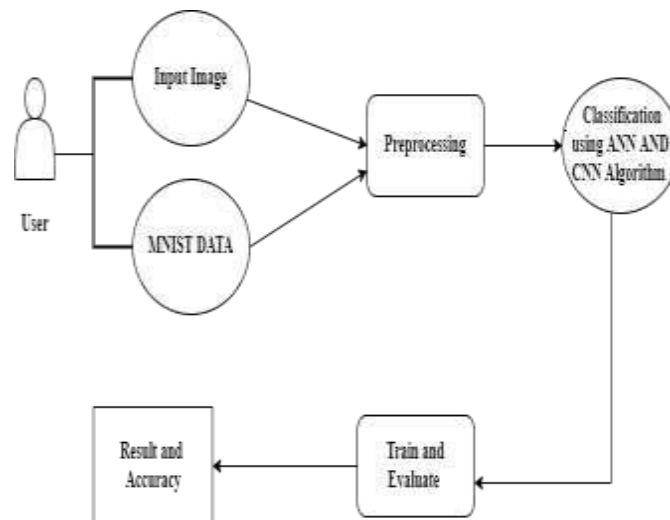 Input Image
User
MNIST DATA
Preprocessing
Classification
using ANN AND
CNN Algorithm
Train and
Evaluate
Result and
Accuracy